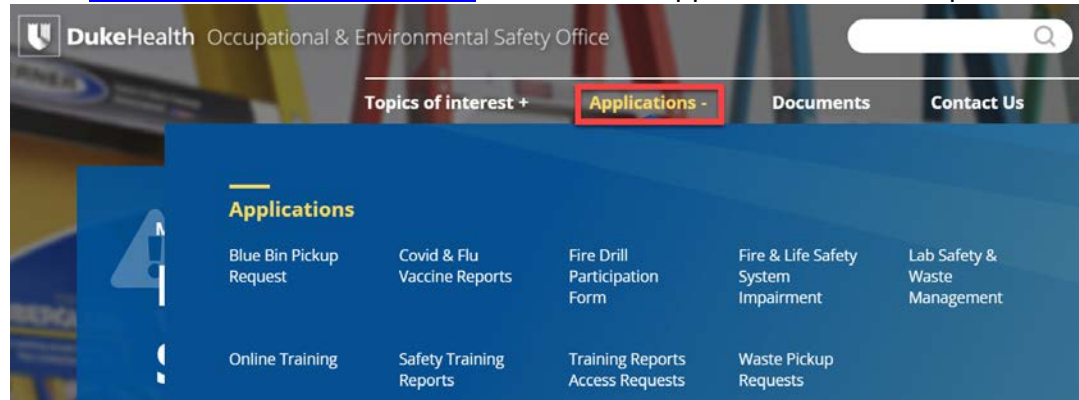 DukeHealth Occupational & Environmental Safety Office
Topics of interest + Applications - Documents Contact Us
Applications
Blue Bin Pickup
Request
Covid & Flu
Vaccine Reports
Fire Drill
Participation
Form
Fire & Life Safety
System
Impairment
Lab Safety &
Waste
Management
Online Training
Safety Training
Reports
Training Reports
Access Requests
Waste Pickup
Requests